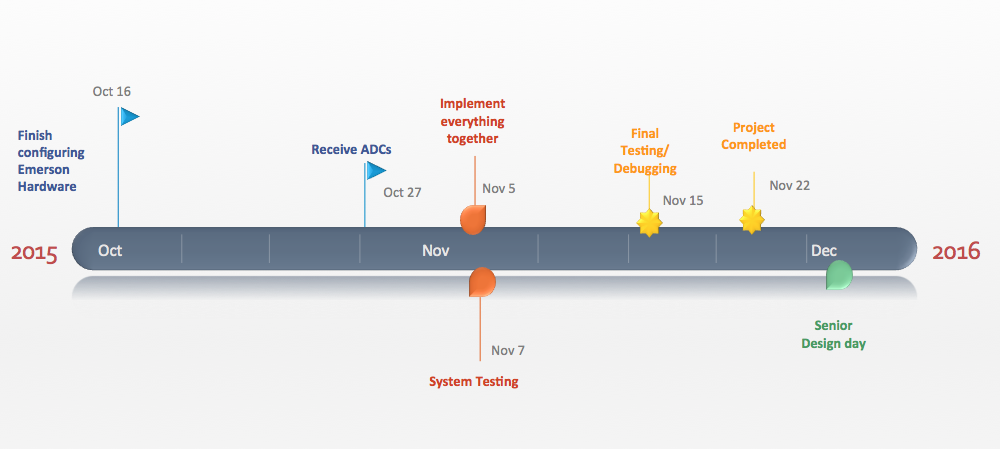 Oct 16
Finish
configuring
Emerson
Hardware
Receive ADCs
Oct 27
Implement
everything
together
Nov 5
Final
Testing/
Debugging
Nov 15
Project
Completed
Nov 22
2015
Oct
Nov
Dec
2016
Nov 7
System Testing
Senior
Design day